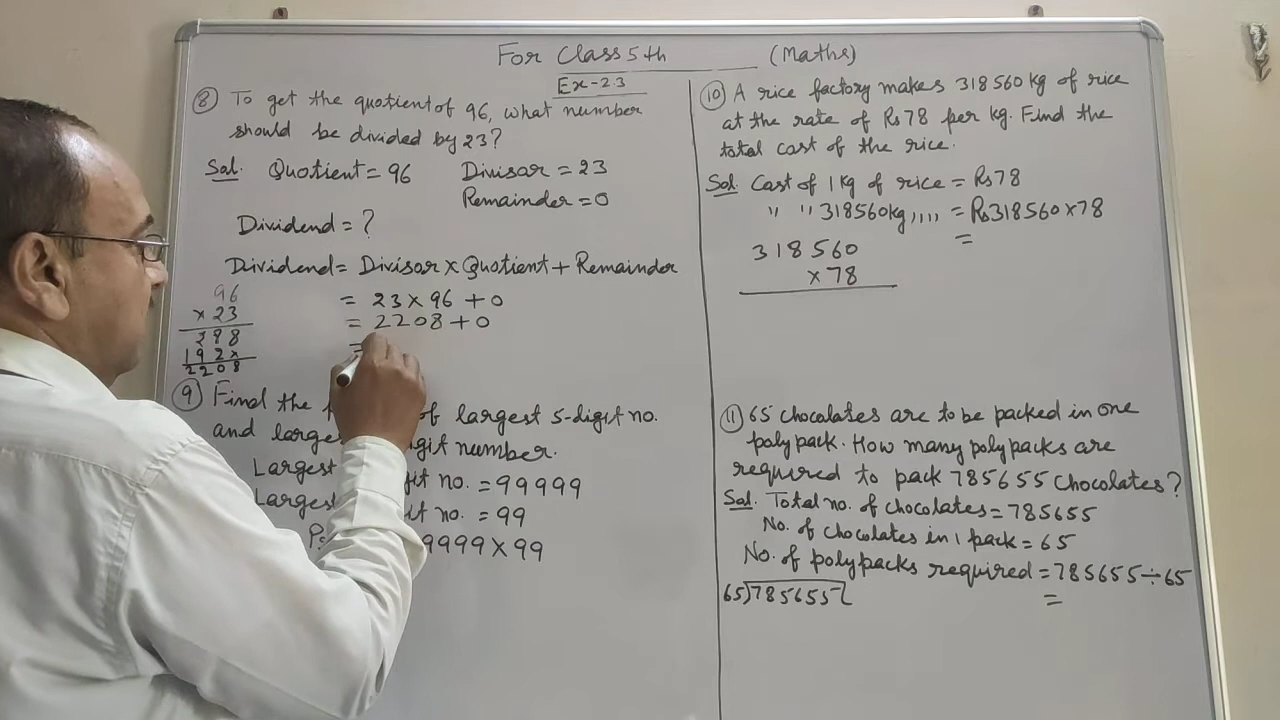 For Class 5th (Maths)
Ex-2.3
8 To get the quotient of 96, what number
should be divided by 23?
Sol. Quotient = 96 Divisor = 23
Remainder = 0
Dividend = ?
Dividend = Divisor × Quotient + Remainder
= 23 × 96 + 0
= 2208 + 0
=
96
× 23
288
192×
2208
9 Find the of largest 5-digit no.
and digit number.
Largest no. = 99999
Largest no. = 99
9999 × 99
10 A rice factory makes 318560 kg of rice
at the rate of Rs 78 per kg. Find the
total cost of the rice.
Sol. Cost of 1 kg of rice = Rs 78
" " 318560kg " " = Rs 318560 × 78
=
318560
× 78
11 65 chocolates are to be packed in one
poly pack. How many poly packs are
required to pack 785655 chocolates?
Sol. Total no. of chocolates = 785655
No. of chocolates in 1 pack = 65
No. of poly packs required = 785655 ÷ 65
=
65)785655(